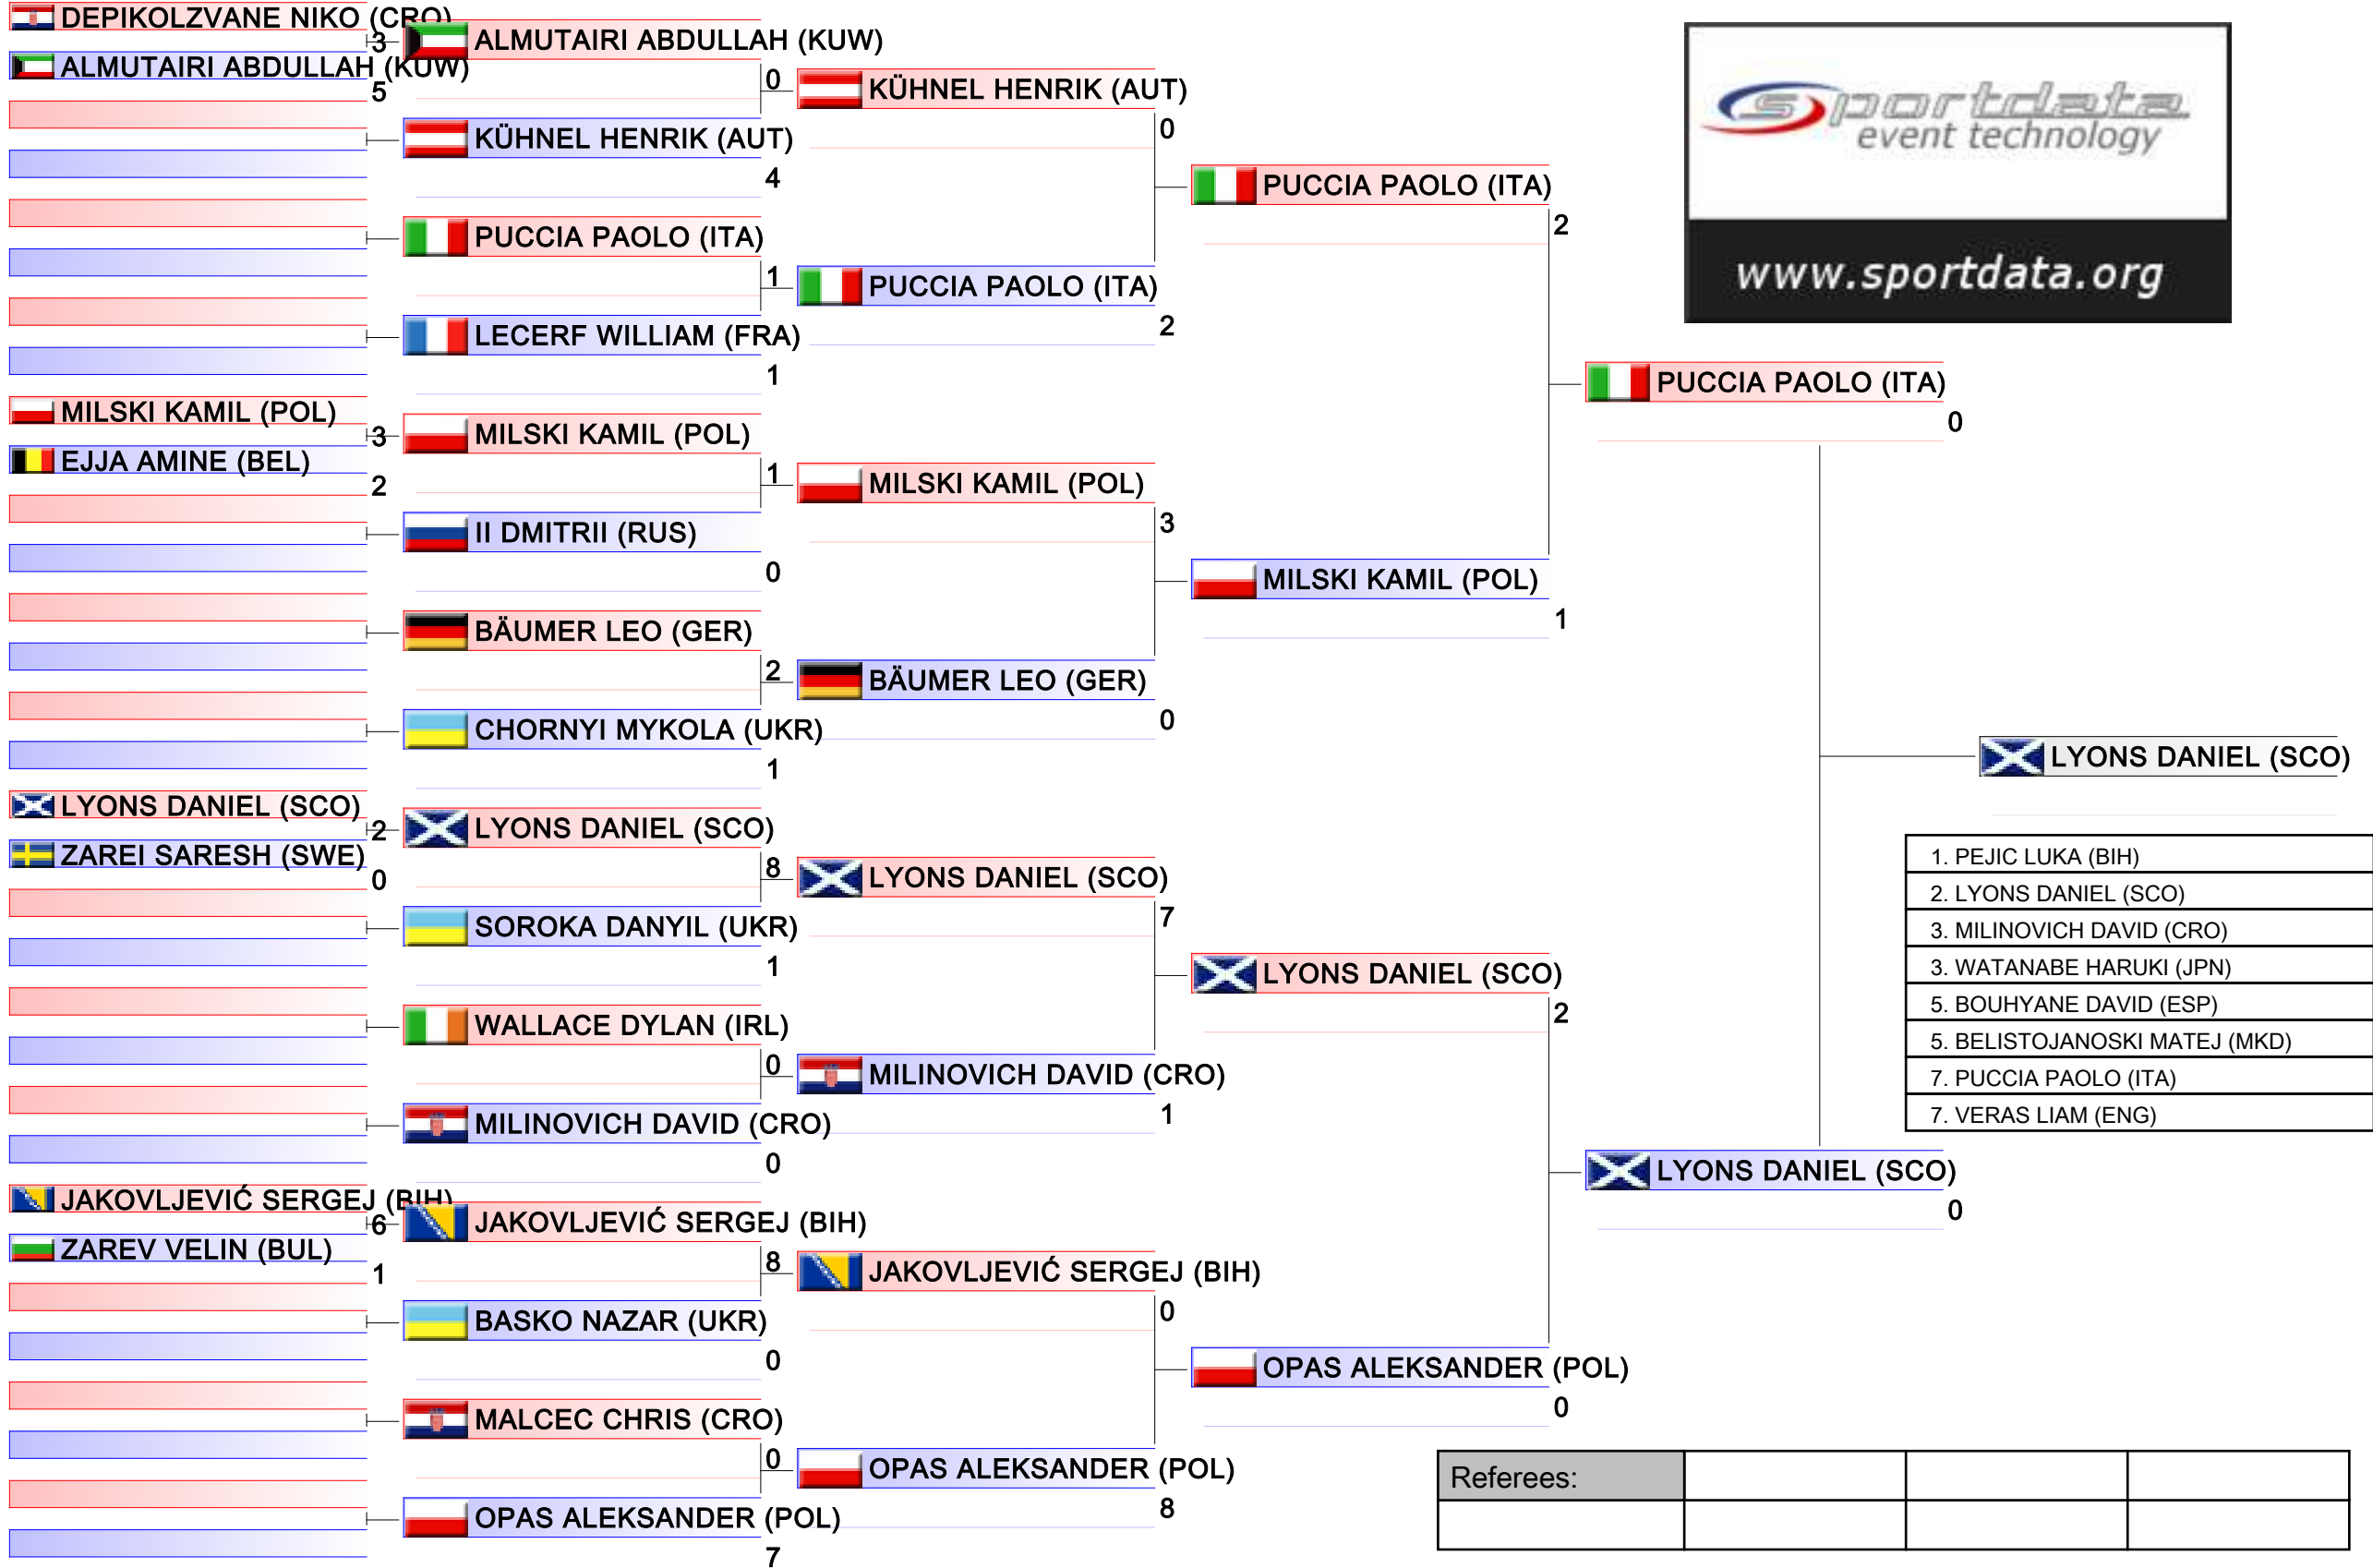 DEPIKOLZVANE NIKO (CRO)
3
ALMUTAIRI ABDULLAH (KUW)
5
MILSKI KAMIL (POL)
3
EJJA AMINE (BEL)
2
LYONS DANIEL (SCO)
2
ZAREI SARESH (SWE)
0
JAKOVLJEVIĆ SERGEJ (BIH)
6
ZAREV VELIN (BUL)
1
ALMUTAIRI ABDULLAH (KUW)
0
KÜHNEL HENRIK (AUT)
4
PUCCIA PAOLO (ITA)
1
LECERF WILLIAM (FRA)
1
MILSKI KAMIL (POL)
1
II DMITRII (RUS)
0
BÄUMER LEO (GER)
2
CHORNYI MYKOLA (UKR)
1
LYONS DANIEL (SCO)
8
SOROKA DANYIL (UKR)
1
WALLACE DYLAN (IRL)
0
MILINOVICH DAVID (CRO)
0
JAKOVLJEVIĆ SERGEJ (BIH)
8
BASKO NAZAR (UKR)
0
MALCEC CHRIS (CRO)
0
OPAS ALEKSANDER (POL)
7
KÜHNEL HENRIK (AUT)
0
PUCCIA PAOLO (ITA)
2
MILSKI KAMIL (POL)
3
BÄUMER LEO (GER)
0
LYONS DANIEL (SCO)
7
MILINOVICH DAVID (CRO)
1
JAKOVLJEVIĆ SERGEJ (BIH)
0
OPAS ALEKSANDER (POL)
8
PUCCIA PAOLO (ITA)
2
MILSKI KAMIL (POL)
1
LYONS DANIEL (SCO)
2
OPAS ALEKSANDER (POL)
0
PUCCIA PAOLO (ITA)
0
LYONS DANIEL (SCO)
0
LYONS DANIEL (SCO)
sportdata
event technology
www.sportdata.org
1. PEJIC LUKA (BIH)
2. LYONS DANIEL (SCO)
3. MILINOVICH DAVID (CRO)
3. WATANABE HARUKI (JPN)
5. BOUHYANE DAVID (ESP)
5. BELISTOJANOSKI MATEJ (MKD)
7. PUCCIA PAOLO (ITA)
7. VERAS LIAM (ENG)
Referees: